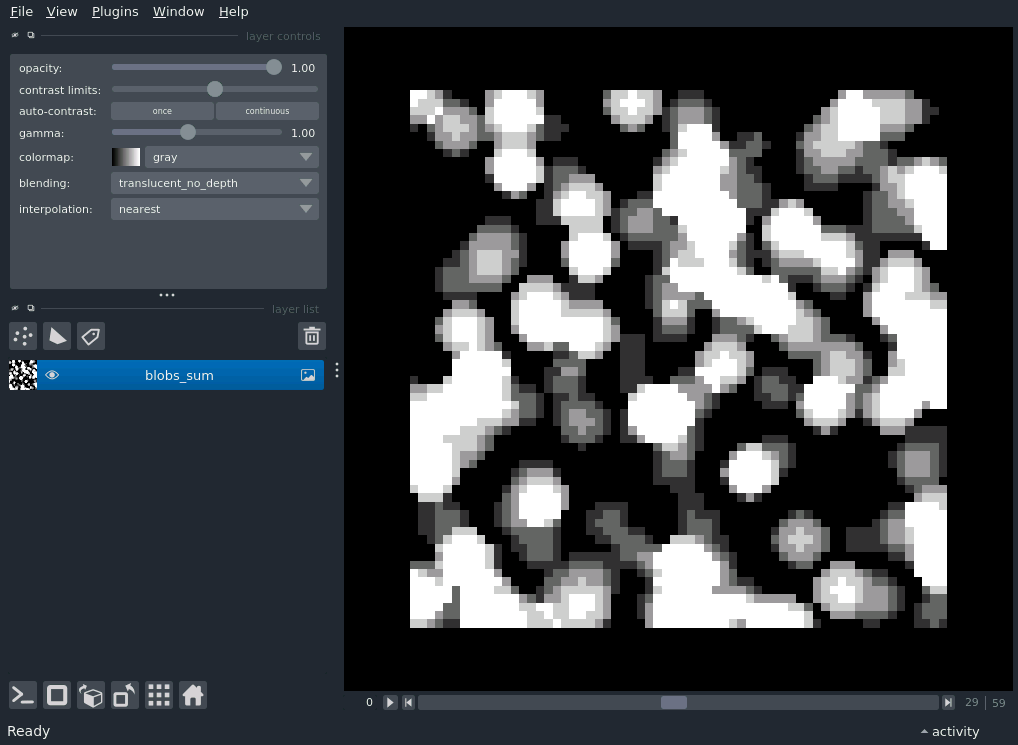 File View Plugins Window Help
layer controls
opacity: 1.00
contrast limits:
auto-contrast: once continuous
gamma: 1.00
colormap: gray
blending: translucent_no_depth
interpolation: nearest
layer list
blobs_sum
0 29 59
Ready activity